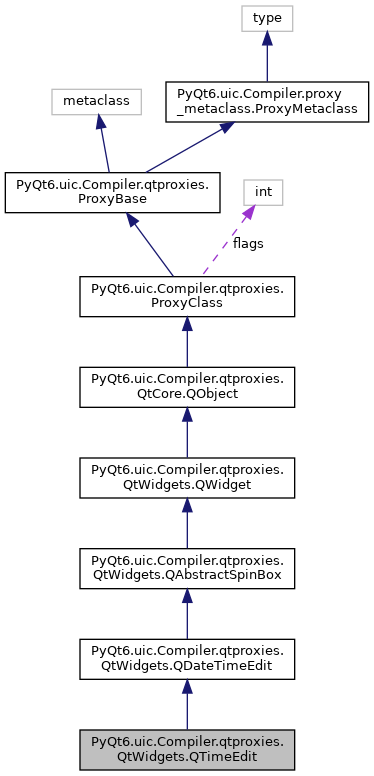 type
PyQt6.uic.Compiler.proxy
_metaclass.ProxyMetaclass
metaclass
PyQt6.uic.Compiler.qtproxies.
ProxyBase
int
flags
PyQt6.uic.Compiler.qtproxies.
ProxyClass
PyQt6.uic.Compiler.qtproxies.
QtCore.QObject
PyQt6.uic.Compiler.qtproxies.
QtWidgets.QWidget
PyQt6.uic.Compiler.qtproxies.
QtWidgets.QAbstractSpinBox
PyQt6.uic.Compiler.qtproxies.
QtWidgets.QDateTimeEdit
PyQt6.uic.Compiler.qtproxies.
QtWidgets.QTimeEdit